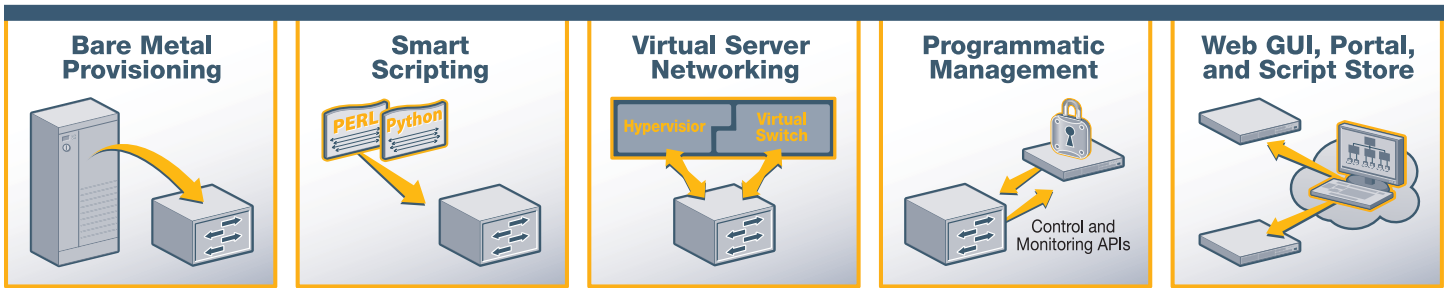 Bare Metal
Provisioning
Smart
Scripting
PERL
Python
Virtual Server
Networking
Hypervisior
Virtual
Switch
Programmatic
Management
Control and
Monitoring APIs
Web GUI, Portal,
and Script Store